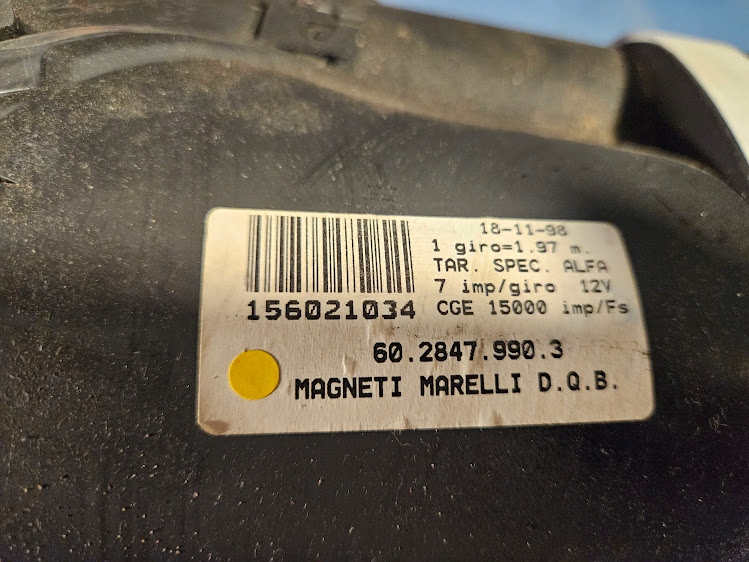 18-11-98
1 giro=1.97 m.
TAR. SPEC. ALFA
7 imp/giro 12V
156021034 CGE 15000 imp/Fs
60.2847.990.3
MAGNETI MARELLI D.Q.B.